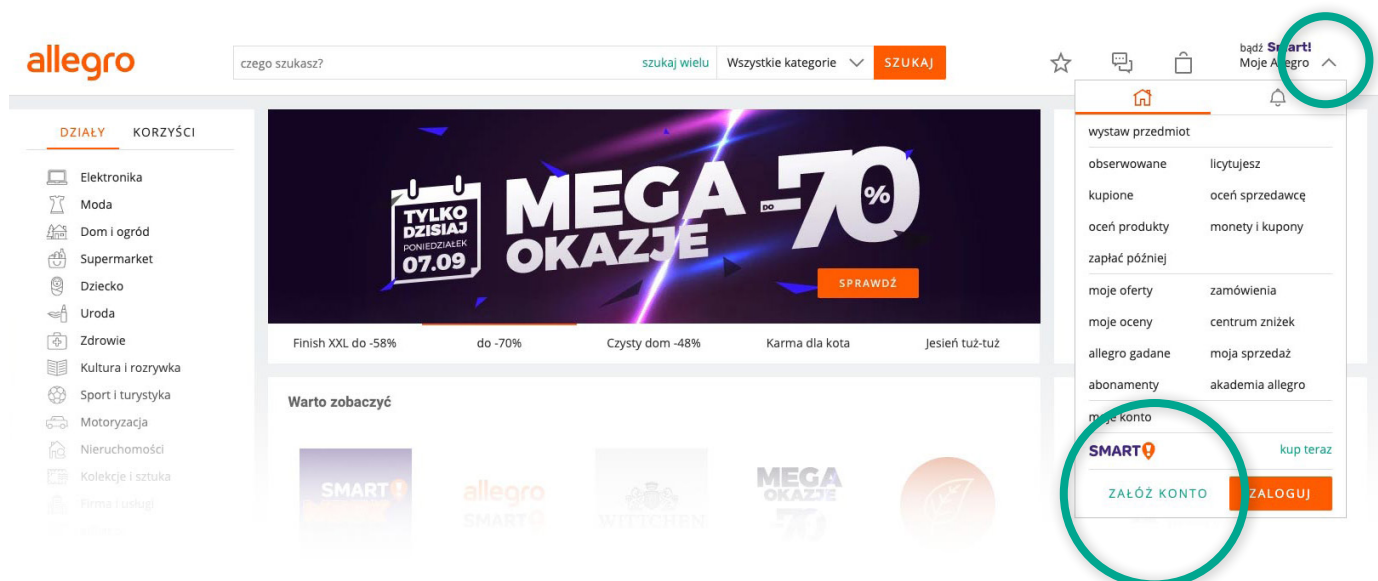 allegro
czego szukasz?
szukaj wielu
Wszystkie kategorie
SZUKAJ
bądź Smart!
Moje Allegro
DZIAŁY KORZYŚCI
Elektronika
Moda
Dom i ogród
Supermarket
Dziecko
Uroda
Zdrowie
Kultura i rozrywka
Sport i turystyka
Motoryzacja
Nieruchomości
Kolekcje i sztuka
Firma i usługi
TYLKO
DZISIAJ
PONIEDZIAŁEK
07.09
MEGA
OKAZJE
DO -70%
SPRAWDŹ
Finish XXL do -58%
do -70%
Czysty dom -48%
Karma dla kota
Jesień tuż-tuż
Warto zobaczyć
SMART!
allegro
SMART!
WITTCHEN
MEGA
OKAZJE
-70
wystaw przedmiot
obserwowane licytujesz
kupione oceń sprzedawcę
oceń produkty monety i kupony
zapłać później
moje oferty zamówienia
moje oceny centrum zniżek
allegro gadane moja sprzedaż
abonamenty akademia allegro
moje konto
SMART! kup teraz
ZAŁÓŻ KONTO ZALOGUJ